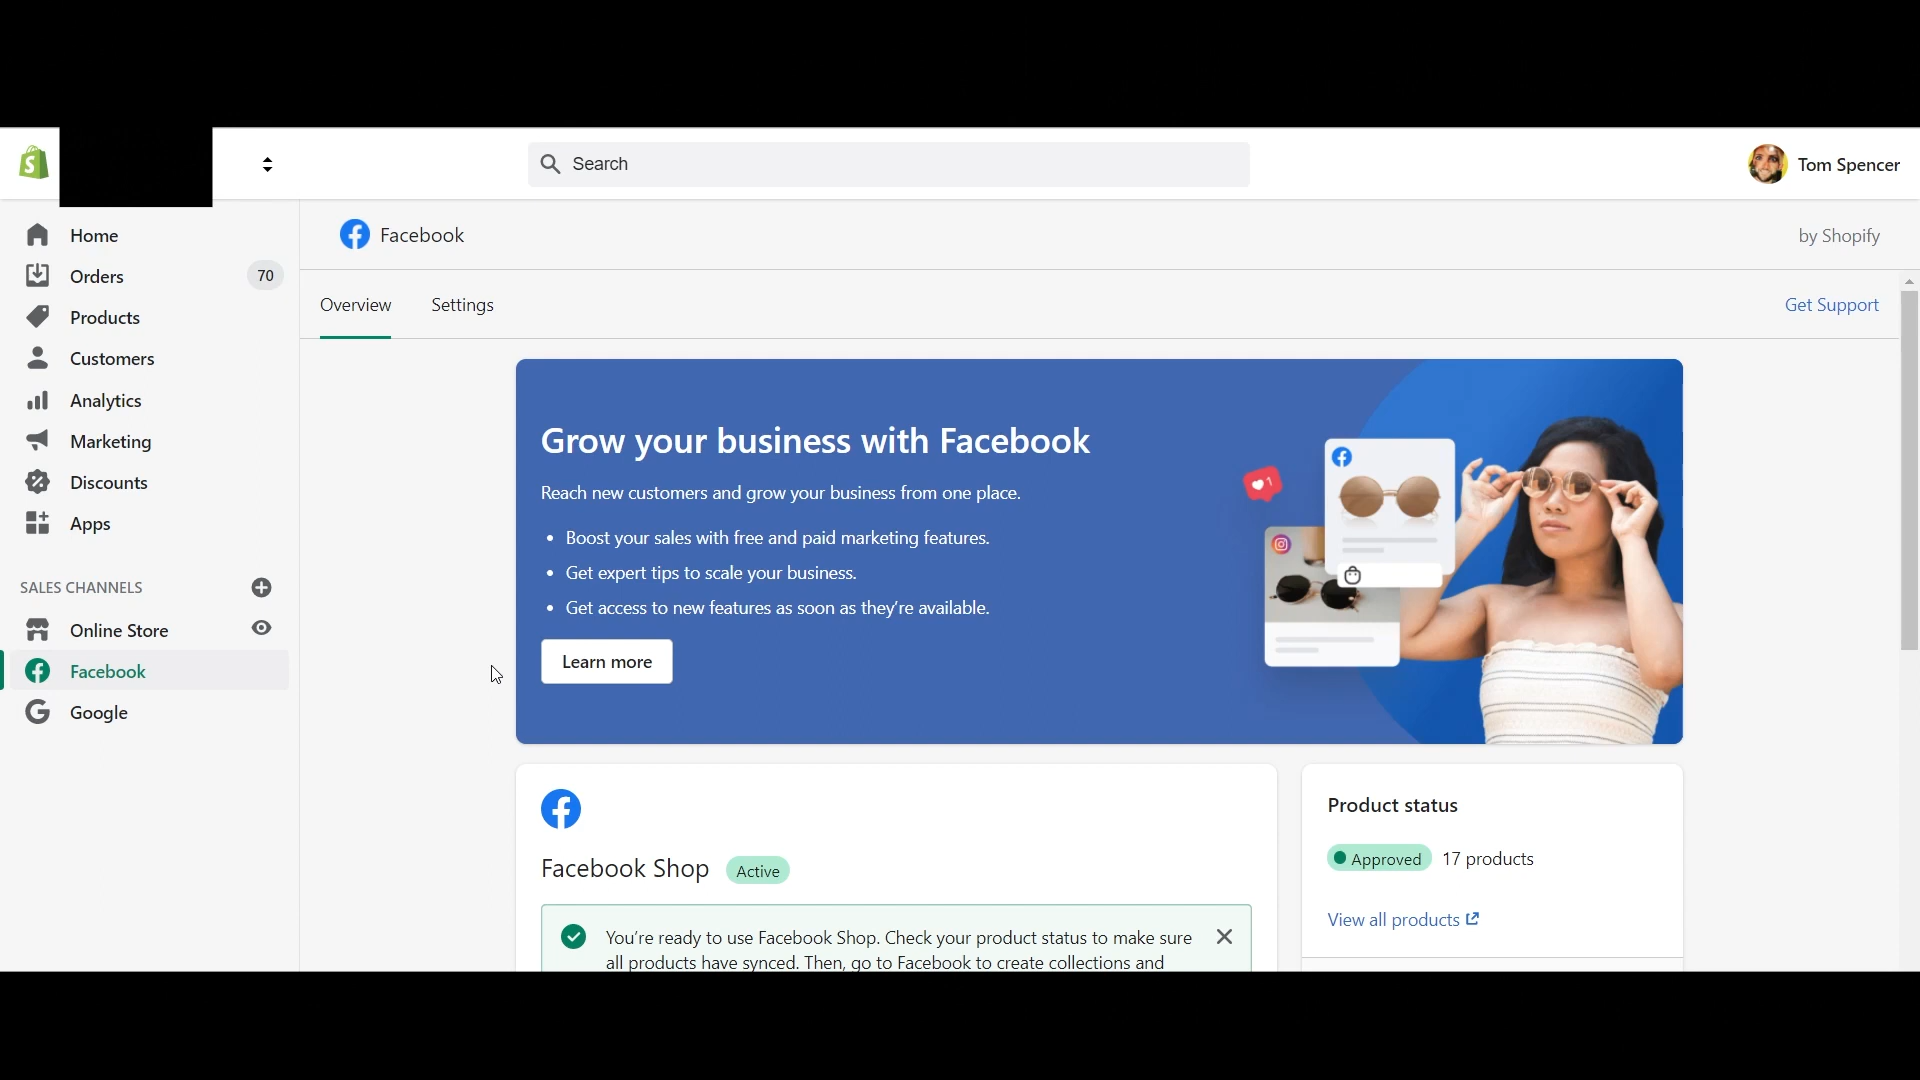 Search
Tom Spencer
Home
Orders 70
Products
Customers
Analytics
Marketing
Discounts
Apps
SALES CHANNELS
Online Store
Facebook
Google
Facebook
by Shopify
Overview Settings
Get Support
Grow your business with Facebook
Reach new customers and grow your business from one place.
• Boost your sales with free and paid marketing features.
• Get expert tips to scale your business.
• Get access to new features as soon as they're available.
Learn more
1
Facebook Shop Active
You're ready to use Facebook Shop. Check your product status to make sure
all products have synced. Then, go to Facebook to create collections and
Product status
Approved 17 products
View all products